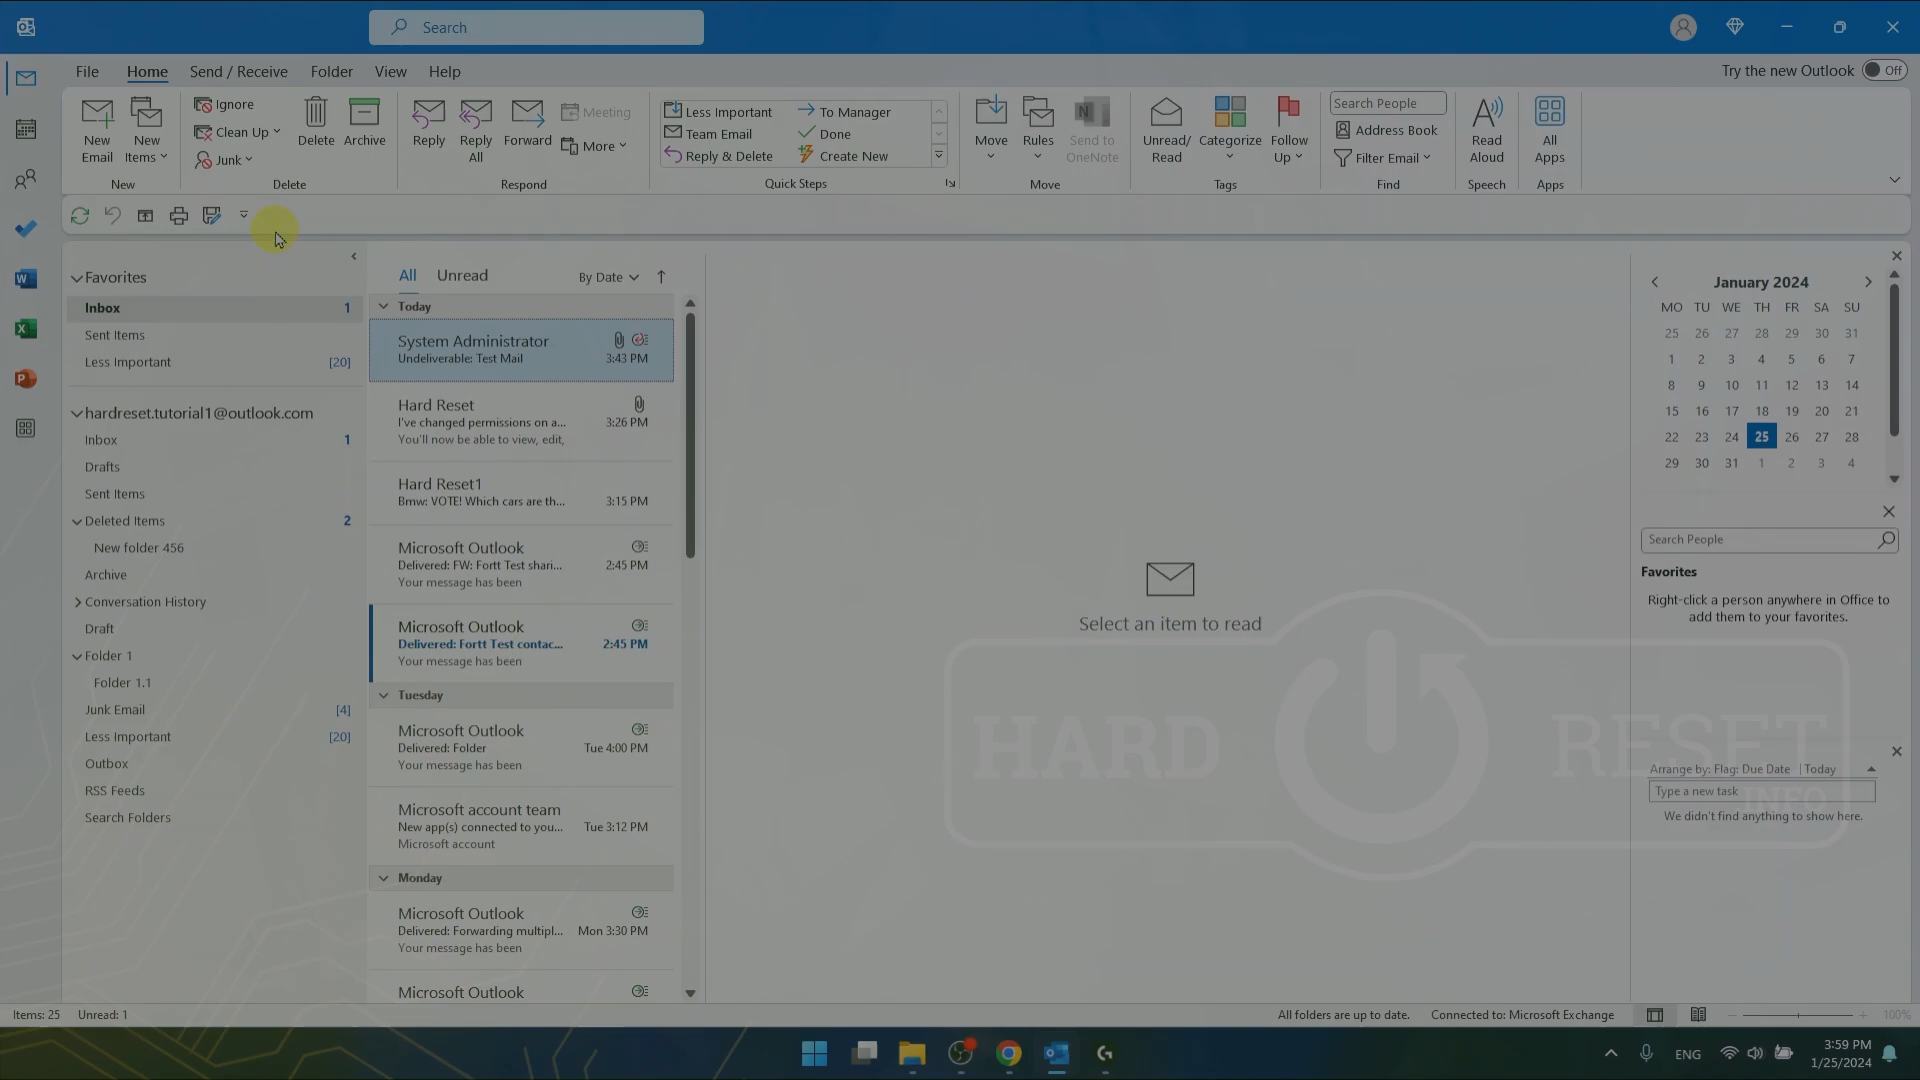 Search
File Home Send / Receive Folder View Help
Try the new Outlook Off
New Email
New Items
Ignore
Clean Up
Junk
Delete
Archive
Reply
Reply All
Forward
Meeting
More
Less Important
Team Email
Reply & Delete
To Manager
Done
Create New
Move
Rules
Send to OneNote
Unread/ Read
Categorize
Follow Up
Search People
Address Book
Filter Email
Read Aloud
All Apps
New Delete Respond Quick Steps Move Tags Find Speech Apps
Favorites
Inbox 1
Sent Items
Less Important [20]
hardreset.tutorial1@outlook.com
Inbox 1
Drafts
Sent Items
Deleted Items 2
New folder 456
Archive
Conversation History
Draft
Folder 1
Folder 1.1
Junk Email [4]
Less Important [20]
Outbox
RSS Feeds
Search Folders
All Unread By Date
Today
System Administrator
Undeliverable: Test Mail 3:43 PM
Hard Reset
I've changed permissions on a... 3:26 PM
You'll now be able to view, edit,
Hard Reset1
Bmw: VOTE! Which cars are th... 3:15 PM
Microsoft Outlook
Delivered: FW: Fortt Test shari... 2:45 PM
Your message has been
Microsoft Outlook
Delivered: Fortt Test contac... 2:45 PM
Your message has been
Tuesday
Microsoft Outlook
Delivered: Folder Tue 4:00 PM
Your message has been
Microsoft account team
New app(s) connected to you... Tue 3:12 PM
Microsoft account
Monday
Microsoft Outlook
Delivered: Forwarding multipl... Mon 3:30 PM
Your message has been
Microsoft Outlook
Select an item to read
January 2024
MO TU WE TH FR SA SU
25 26 27 28 29 30 31
1 2 3 4 5 6 7
8 9 10 11 12 13 14
15 16 17 18 19 20 21
22 23 24 25 26 27 28
29 30 31 1 2 3 4
Search People
Favorites
Right-click a person anywhere in Office to
add them to your favorites.
HARD RESET
INFO
Arrange by: Flag: Due Date Today
Type a new task
We didn't find anything to show here.
Items: 25 Unread: 1
All folders are up to date. Connected to: Microsoft Exchange 100%
ENG
3:59 PM
1/25/2024